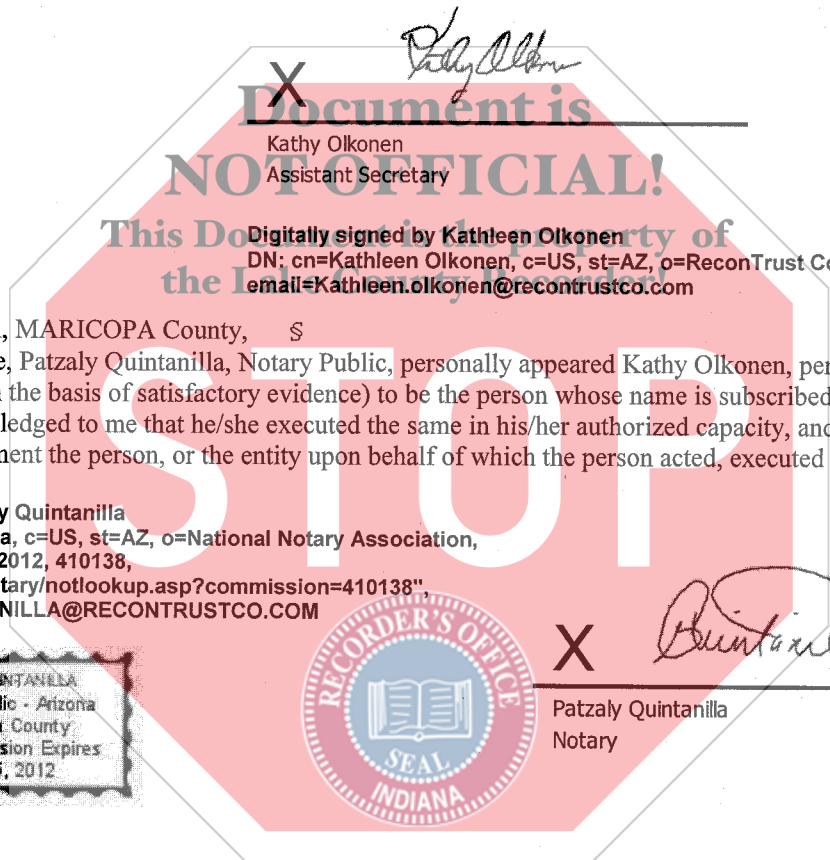 Kathy Olkonen
X
Document is
Kathy Olkonen
NOT OFFICIAL!
Assistant Secretary
This Document is the property of
Digitally signed by Kathleen Olkonen
DN: cn=Kathleen Olkonen, c=US, st=AZ, o=ReconTrust Co
the Lake County Recorder!
email=Kathleen.olkonen@recontrustco.com
, MARICOPA County, S
e, Patzaly Quintanilla, Notary Public, personally appeared Kathy Olkonen, per
the basis of satisfactory evidence) to be the person whose name is subscribed
ledged to me that he/she executed the same in his/her authorized capacity, and
ment the person, or the entity upon behalf of which the person acted, executed
STOP
y Quintanilla
a, c=US, st=AZ, o=National Notary Association,
2012, 410138,
tary/notlookup.asp?commission=410138",
NILLA@RECONTRUSTCO.COM
RECORDER'S OFFICE
SEAL
INDIANA
X
Patzaly Quintanilla
Notary
NTANILLA
lic - Arizona
County
sion Expires
, 2012